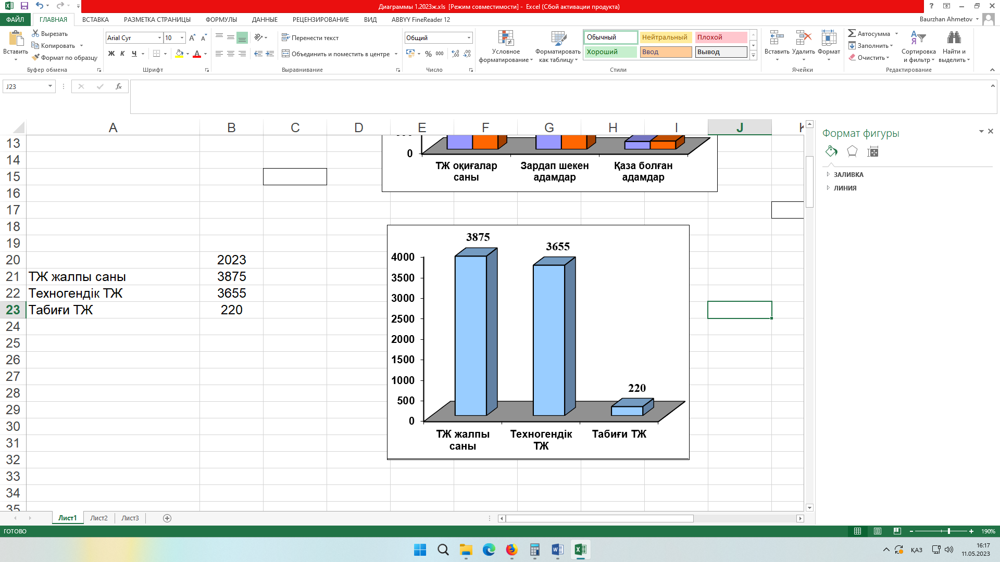 Диаграммы 1.2023ж.xls  [Режим совместимости] -  Excel (Сбой активации продукта)
ФАЙЛ ГЛАВНАЯ ВСТАВКА РАЗМЕТКА СТРАНИЦЫ ФОРМУЛЫ ДАННЫЕ РЕЦЕНЗИРОВАНИЕ ВИД ABBYY FineReader 12 Baurzhan Ahmetov
Вставить
Вырезать
Копировать
Формат по образцу
Буфер обмена
Arial Cyr 10
Ж К Ч
Шрифт
Перенести текст
Объединить и поместить в центре
Выравнивание
Общий
% 000
Число
Условное форматирование
Форматировать как таблицу
Обычный Нейтральный Плохой
Хороший Ввод Вывод
Стили
Вставить Удалить Формат
Ячейки
Автосумма
Заполнить
Очистить
Сортировка и фильтр
Найти и выделить
Редактирование
J23
fx
A B C D E F G H I J
13
14
15
16
17
18
19
20 2023
21 ТЖ жалпы саны 3875
22 Техногендік ТЖ 3655
23 Табиғи ТЖ 220
24
25
26
27
28
29
30
31
32
33
34
35
0
ТЖ оқиғалар саны
Зардап шекен адамдар
Қаза болған адамдар
3875
3655
220
4000
3500
3000
2500
2000
1500
1000
500
0
ТЖ жалпы саны
Техногендік ТЖ
Табиғи ТЖ
Формат фигуры
ЗАЛИВКА
ЛИНИЯ
Лист1 Лист2 Лист3
ГОТОВО
190%
ҚАЗ
16:17
11.05.2023